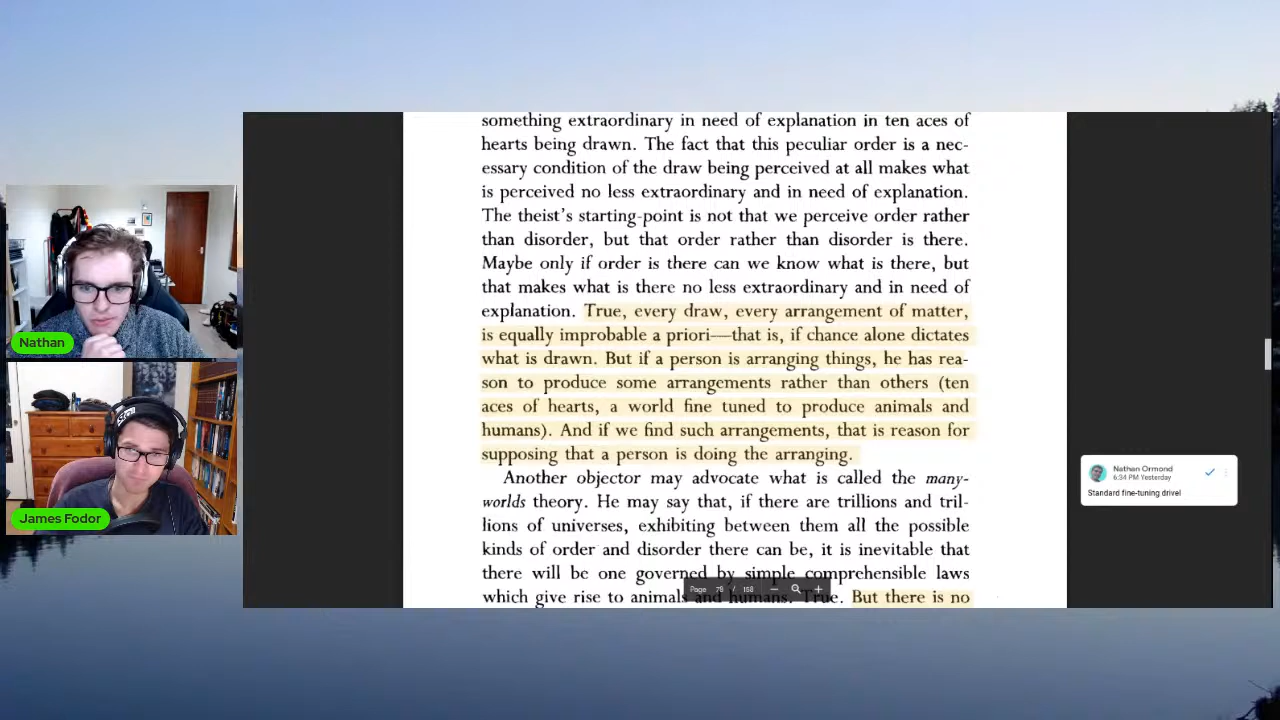 something extraordinary in need of explanation in ten aces of
hearts being drawn. The fact that this peculiar order is a nec-
essary condition of the draw being perceived at all makes what
is perceived no less extraordinary and in need of explanation.
The theist's starting-point is not that we perceive order rather
than disorder, but that order rather than disorder is there.
Maybe only if order is there can we know what is there, but
that makes what is there no less extraordinary and in need of
explanation. True, every draw, every arrangement of matter,
is equally improbable a priori—that is, if chance alone dictates
what is drawn. But if a person is arranging things, he has rea-
son to produce some arrangements rather than others (ten
aces of hearts, a world fine tuned to produce animals and
humans). And if we find such arrangements, that is reason for
supposing that a person is doing the arranging.
Another objector may advocate what is called the many-
worlds theory. He may say that, if there are trillions and tril-
lions of universes, exhibiting between them all the possible
kinds of order and disorder there can be, it is inevitable that
there will be one governed by simple comprehensible laws
which give rise to animals and humans. True. But there is no
Page 78 / 158
Nathan
James Fodor
Nathan Ormond
6:34 PM Yesterday
Standard fine-tuning drivel